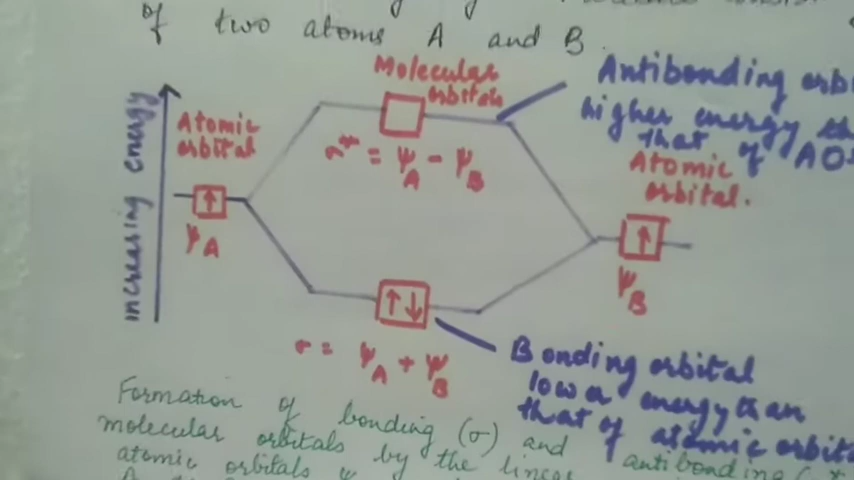 of two atoms A and B
Molecular
orbitals
Antibonding
higher energy
that of AOs
increasing energy
Atomic
orbital
σ* = ψA - ψB
Atomic
orbital.
↑
ψA
↑
ψB
↑↓
σ = ψA + ψB
Bonding orbital
lower energy than
that of atomic
Formation of bonding (σ) and antibonding
molecular orbitals by the linear
atomic orbitals ψ